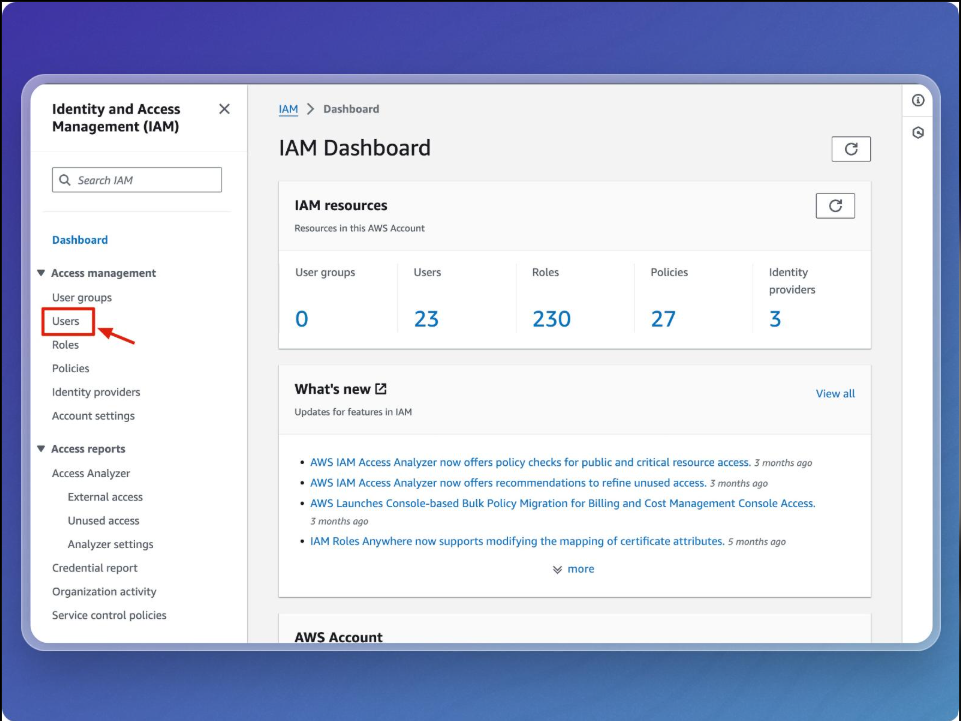 Identity and Access
Management (IAM)
Search IAM
Dashboard
Access management
User groups
Users
Roles
Policies
Identity providers
Account settings
Access reports
Access Analyzer
External access
Unused access
Analyzer settings
Credential report
Organization activity
Service control policies
IAM
Dashboard
IAM Dashboard
IAM resources
Resources in this AWS Account
User groups
0
Users
23
Roles
230
Policies
27
Identity
providers
3
What's new
View all
Updates for features in IAM
AWS IAM Access Analyzer now offers policy checks for public and critical resource access. 3 months ago
AWS IAM Access Analyzer now offers recommendations to refine unused access. 3 months ago
AWS Launches Console-based Bulk Policy Migration for Billing and Cost Management Console Access.
3 months ago
IAM Roles Anywhere now supports modifying the mapping of certificate attributes. 5 months ago
more
AWS Account